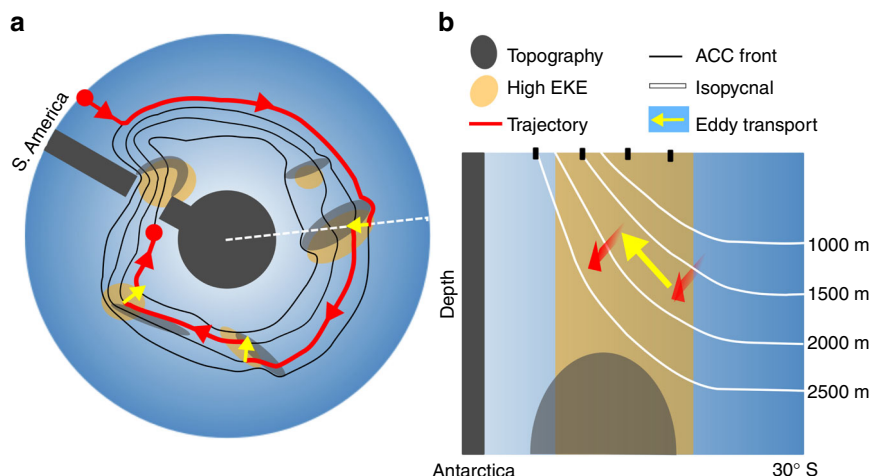 a
S. America
b
Topography
High EKE
Trajectory
ACC front
Isopycnal
Eddy transport
Depth
1000 m
1500 m
2000 m
2500 m
Antarctica
30° S